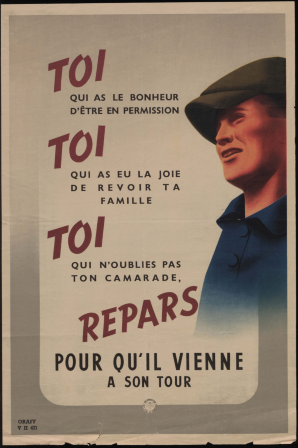 TOI
QUI AS LE BONHEUR
D'ÊTRE EN PERMISSION
TOI
QUI AS EU LA JOIE
DE REVOIR TA
FAMILLE
TOI
QUI N'OUBLIES PAS
TON CAMARADE,
REPARS
POUR QU'IL VIENNE
A SON TOUR
ORAFF